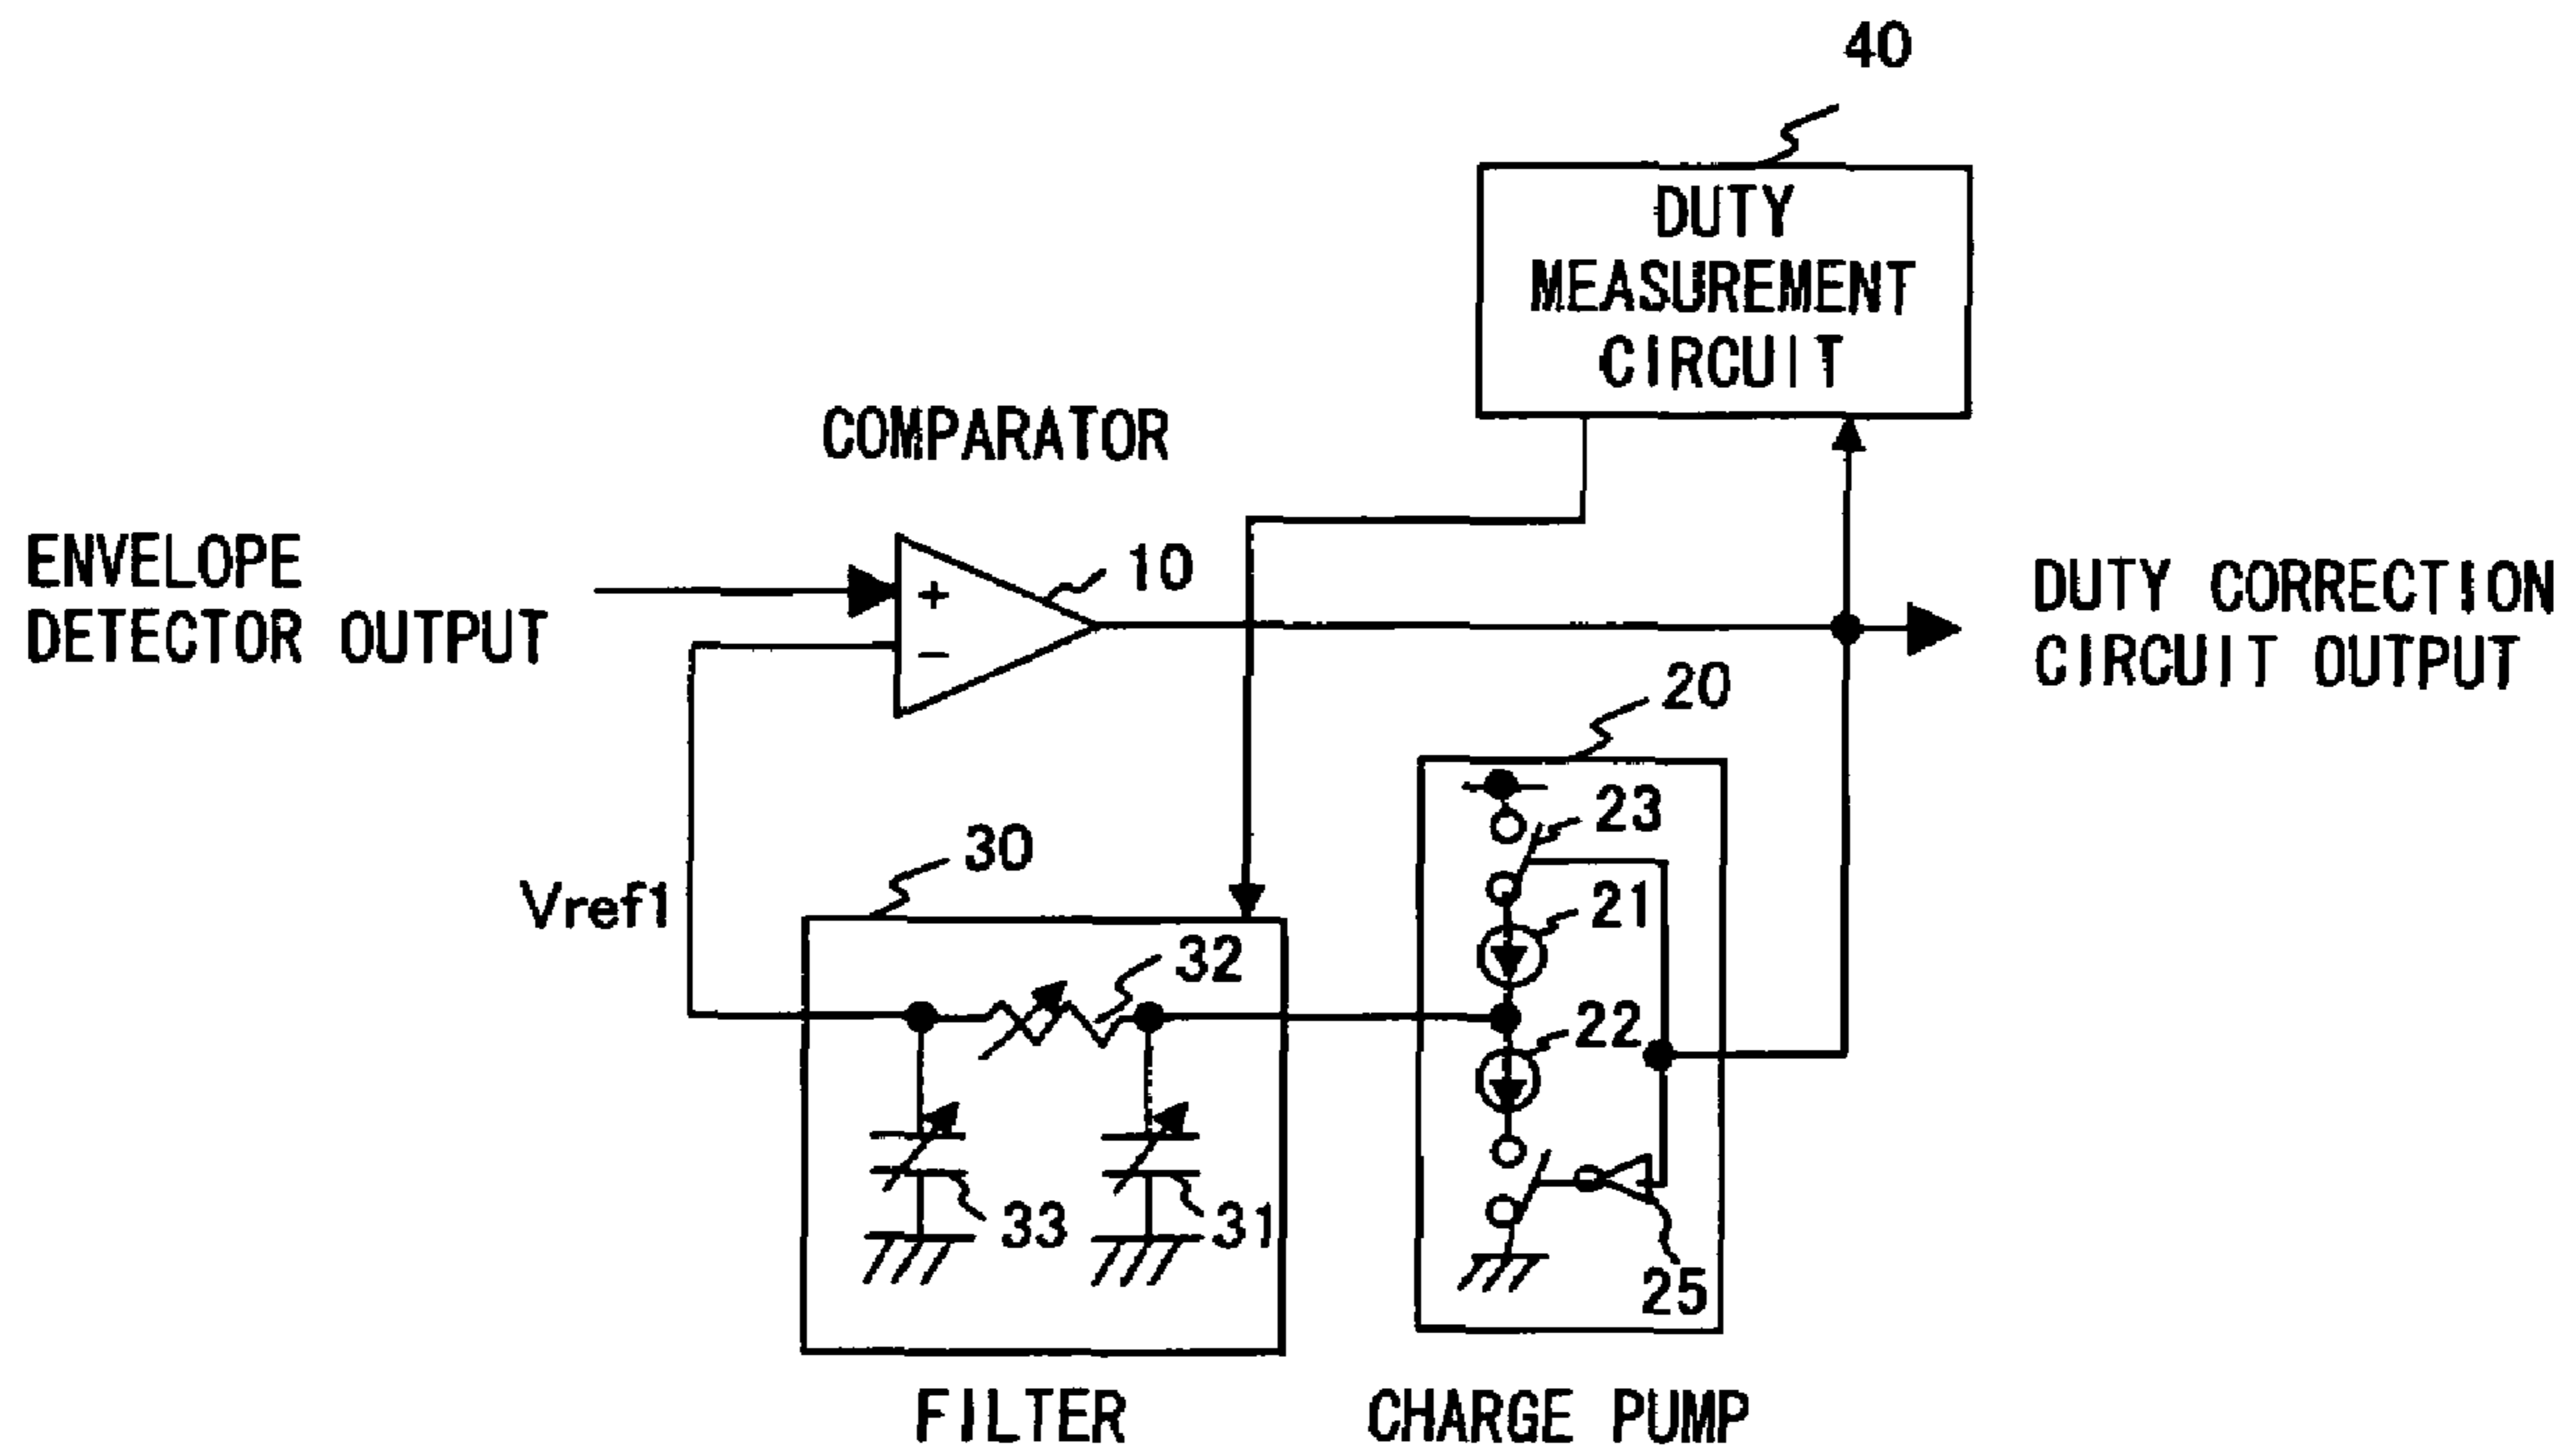 40
DUTY
MEASUREMENT
CIRCUIT
COMPARATOR
ENVELOPE
DETECTOR OUTPUT
+
−
10
DUTY CORRECTION
CIRCUIT OUTPUT
20
23
30
Vref1
21
32
22
33
31
25
FILTER
CHARGE PUMP